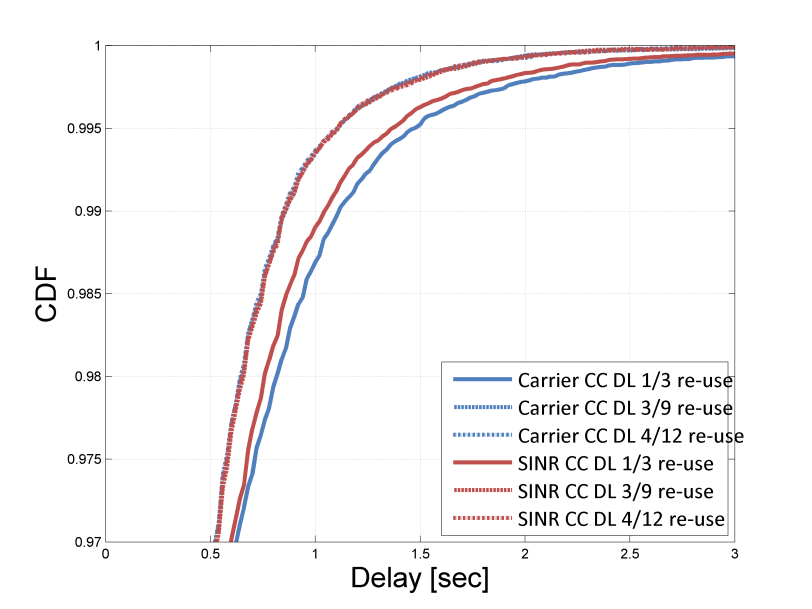 1
0.995
0.99
0.985
0.98
0.975
0.97
CDF
Carrier CC DL 1/3 re-use
Carrier CC DL 3/9 re-use
Carrier CC DL 4/12 re-use
SINR CC DL 1/3 re-use
SINR CC DL 3/9 re-use
SINR CC DL 4/12 re-use
0 0.5 1 1.5 2 2.5 3
Delay [sec]